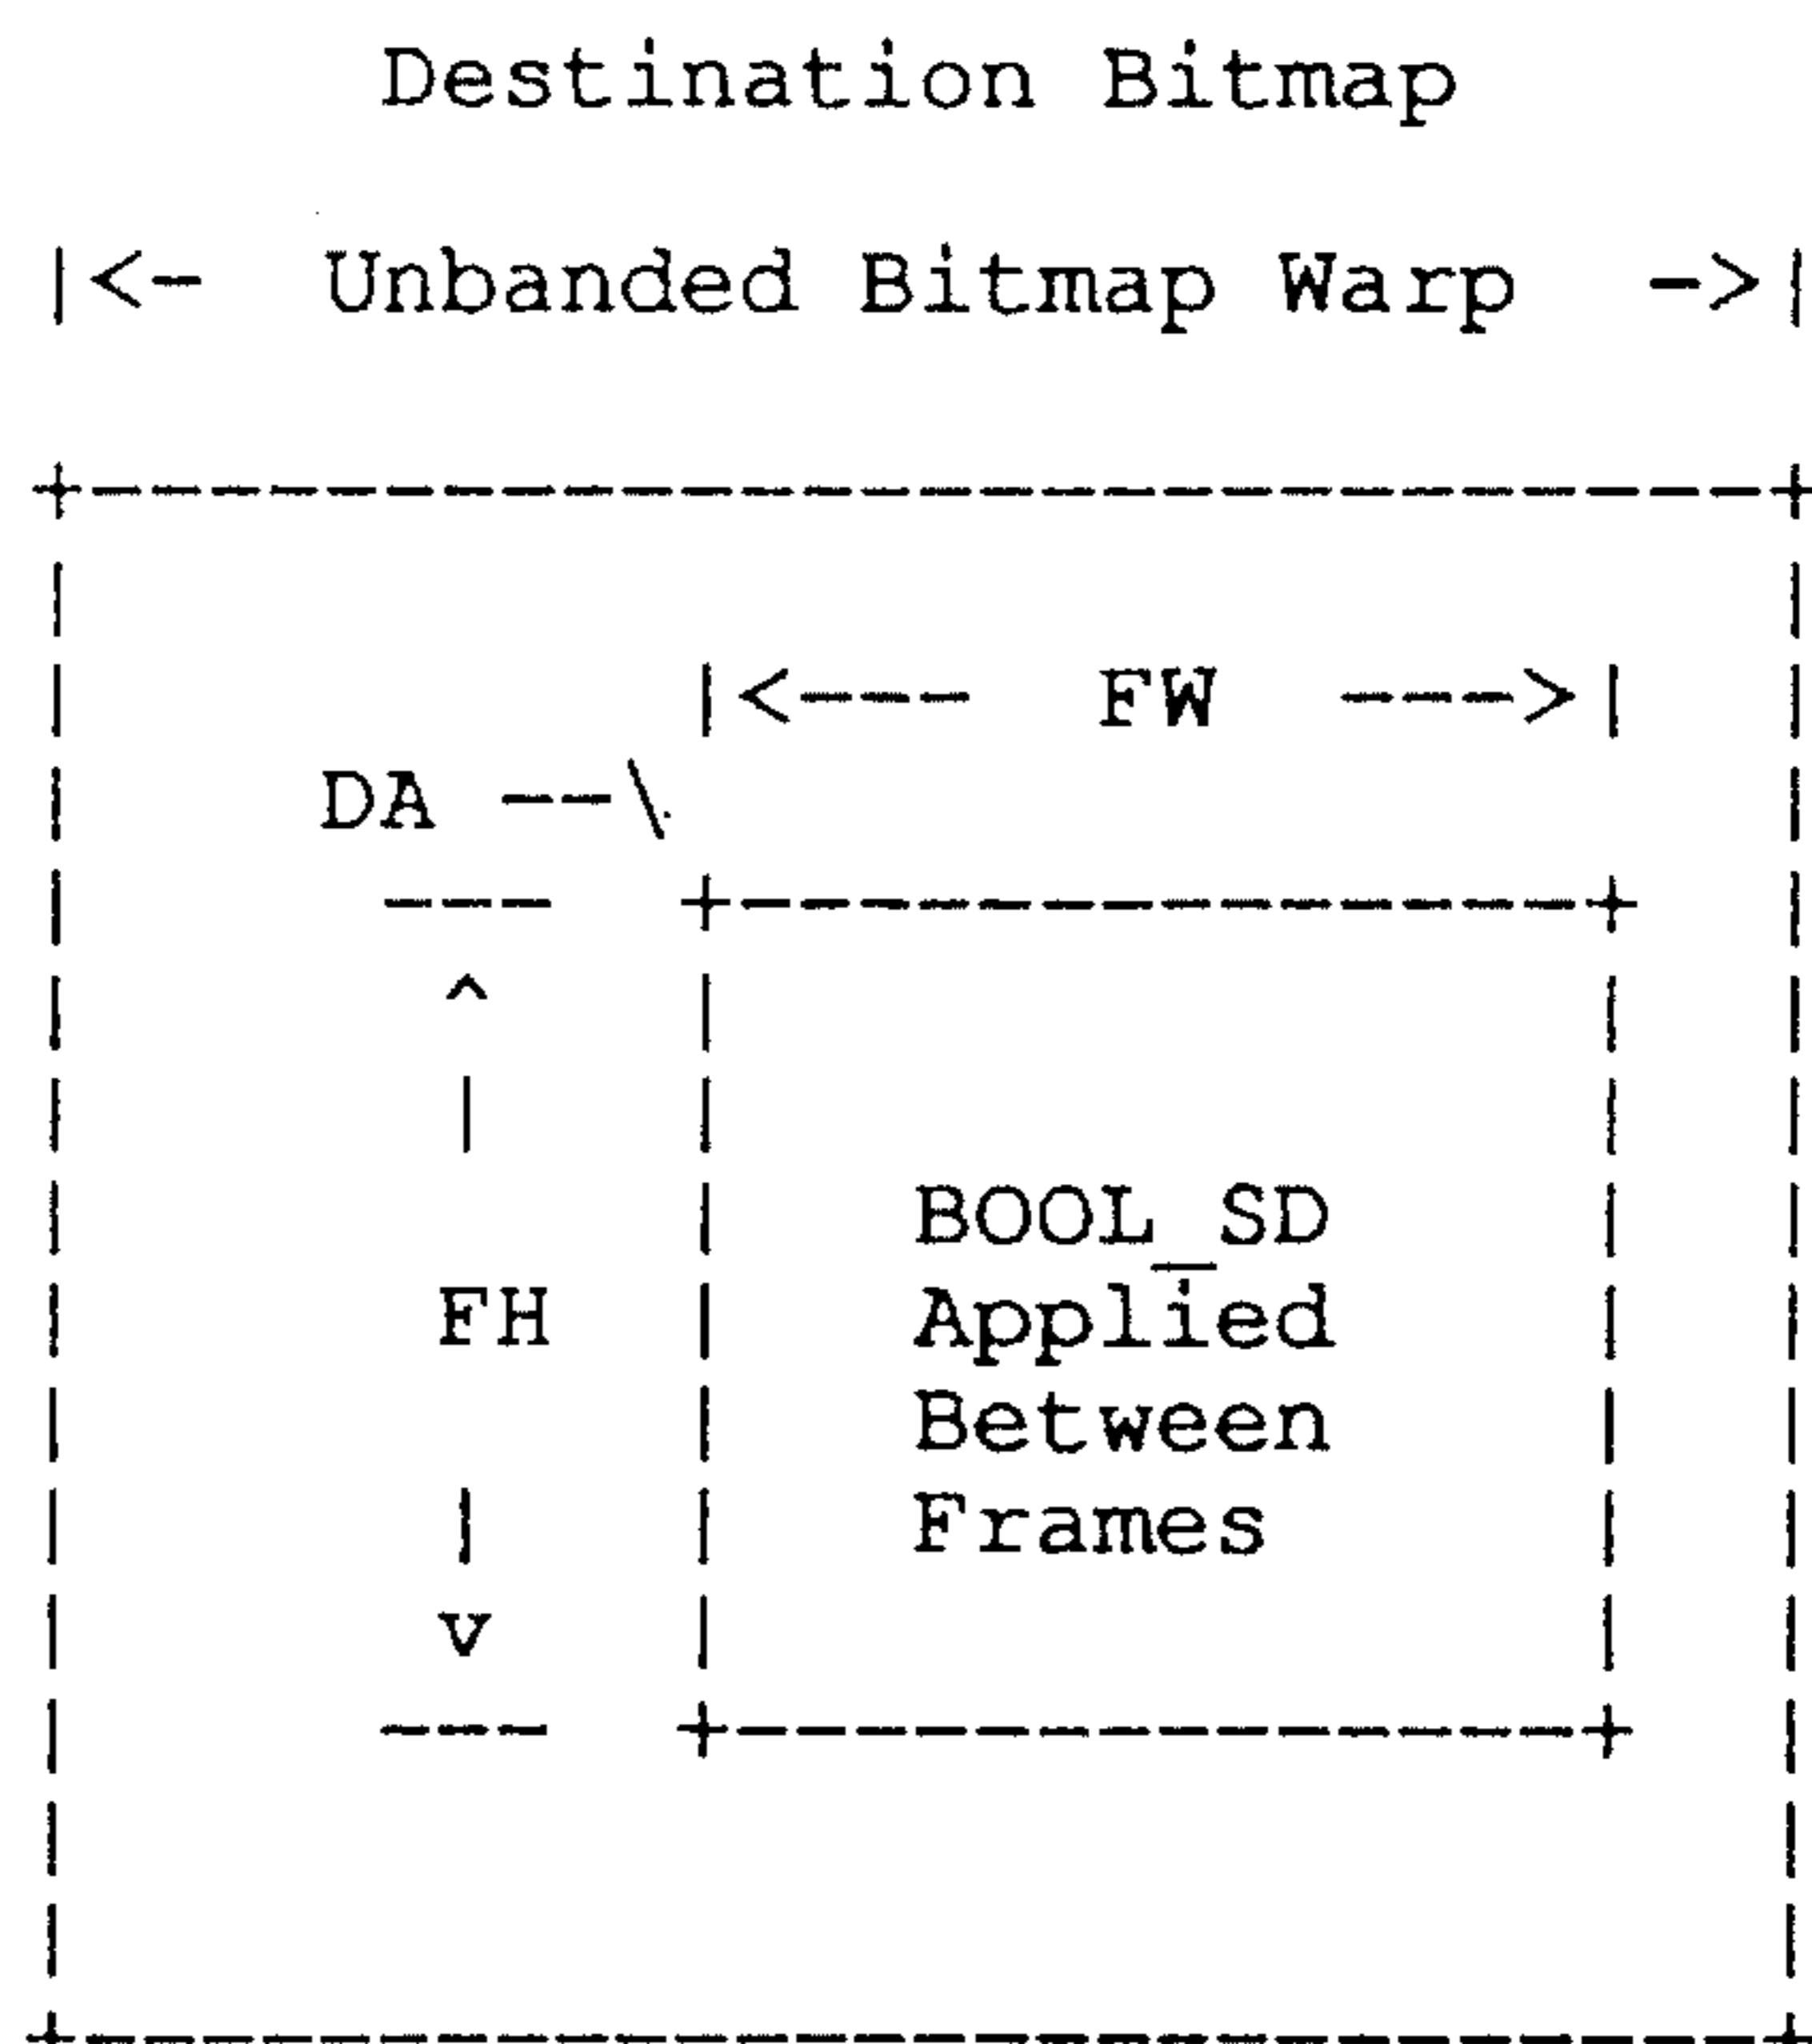 Destination Bitmap
|<-  Unbanded Bitmap Warp  ->|
|<---  FW  --->|
DA --\
FH
BOOL_SD
Applied
Between
Frames
v